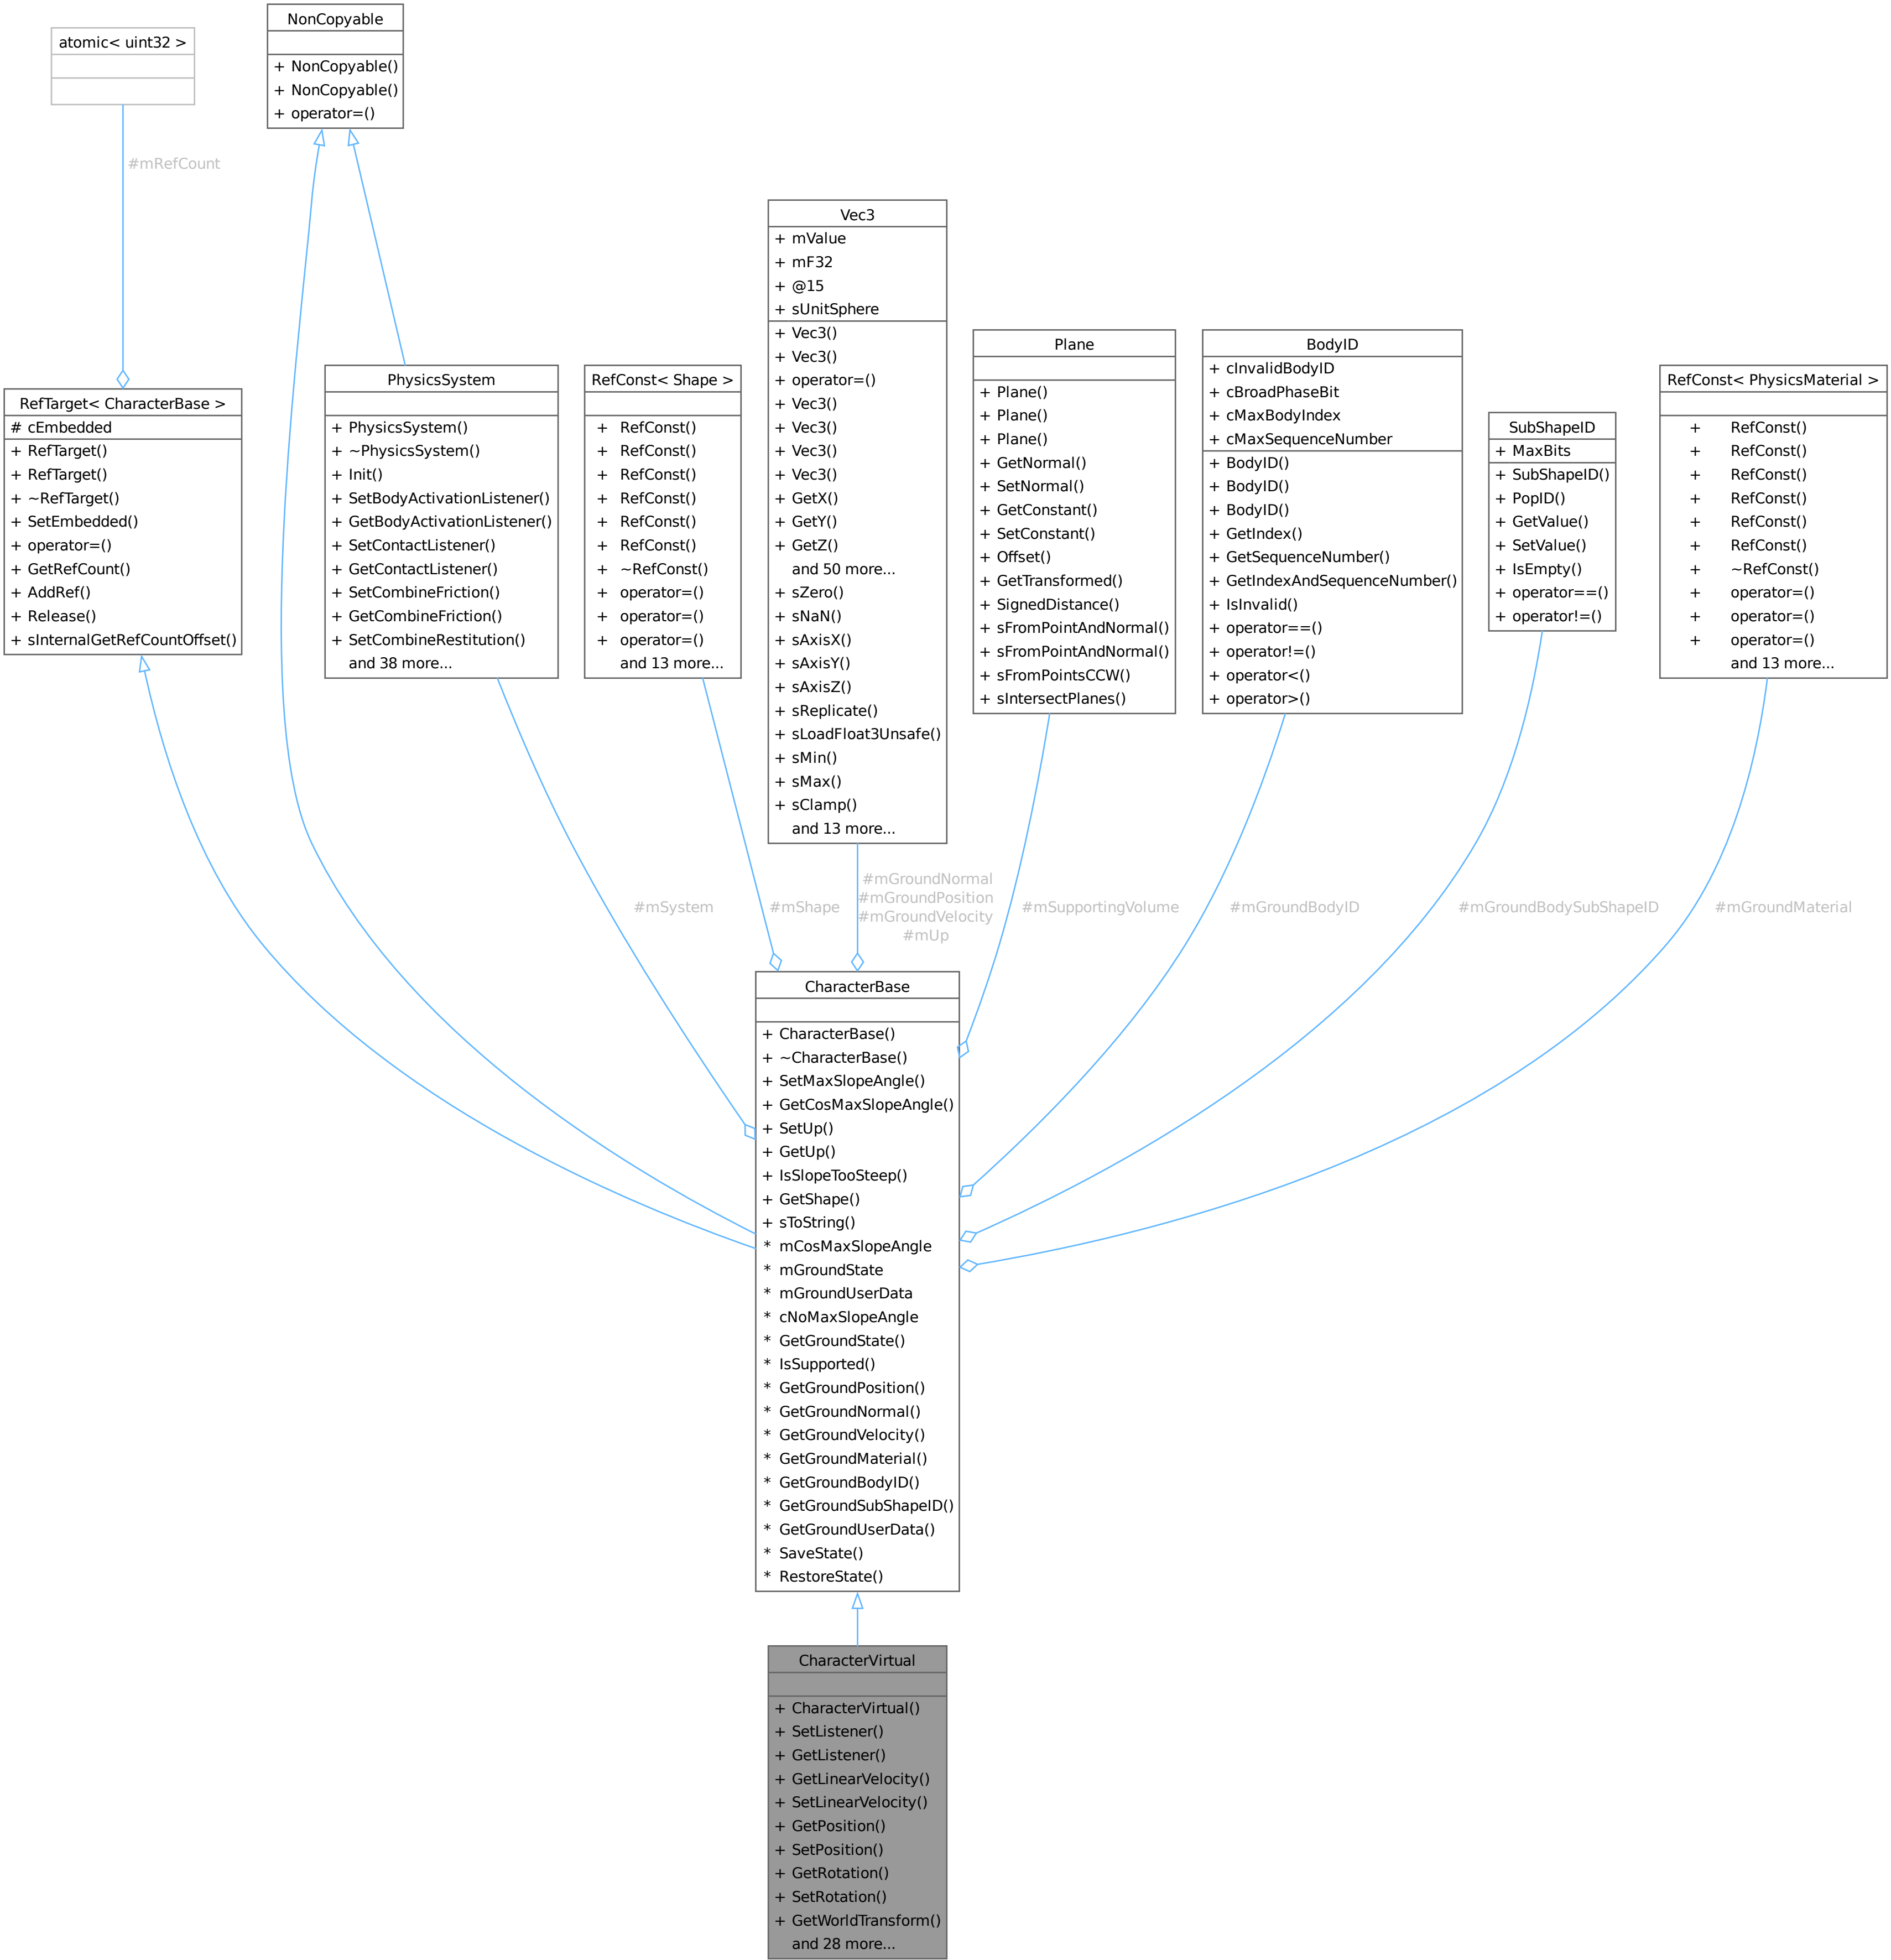 NonCopyable
+ NonCopyable()
+ NonCopyable()
+ operator=()
atomic< uint32 >
#mRefCount
Vec3
+ mValue
+ mF32
+ @15
+ sUnitSphere
+ Vec3()
+ Vec3()
+ operator=()
+ Vec3()
+ Vec3()
+ Vec3()
+ Vec3()
+ GetX()
+ GetY()
+ GetZ()
and 50 more...
+ sZero()
+ sNaN()
+ sAxisX()
+ sAxisY()
+ sAxisZ()
+ sReplicate()
+ sLoadFloat3Unsafe()
+ sMin()
+ sMax()
+ sClamp()
and 13 more...
RefTarget< CharacterBase >
# cEmbedded
+ RefTarget()
+ RefTarget()
+ ~RefTarget()
+ SetEmbedded()
+ operator=()
+ GetRefCount()
+ AddRef()
+ Release()
+ sInternalGetRefCountOffset()
PhysicsSystem
+ PhysicsSystem()
+ ~PhysicsSystem()
+ Init()
+ SetBodyActivationListener()
+ GetBodyActivationListener()
+ SetContactListener()
+ GetContactListener()
+ SetCombineFriction()
+ GetCombineFriction()
+ SetCombineRestitution()
and 38 more...
RefConst< Shape >
+ RefConst()
+ RefConst()
+ RefConst()
+ RefConst()
+ RefConst()
+ RefConst()
+ ~RefConst()
+ operator=()
+ operator=()
+ operator=()
and 13 more...
Plane
+ Plane()
+ Plane()
+ Plane()
+ GetNormal()
+ SetNormal()
+ GetConstant()
+ SetConstant()
+ Offset()
+ GetTransformed()
+ SignedDistance()
+ sFromPointAndNormal()
+ sFromPointAndNormal()
+ sFromPointsCCW()
+ sIntersectPlanes()
BodyID
+ cInvalidBodyID
+ cBroadPhaseBit
+ cMaxBodyIndex
+ cMaxSequenceNumber
+ BodyID()
+ BodyID()
+ BodyID()
+ GetIndex()
+ GetSequenceNumber()
+ GetIndexAndSequenceNumber()
+ IsInvalid()
+ operator==()
+ operator!=()
+ operator<()
+ operator>()
SubShapeID
+ MaxBits
+ SubShapeID()
+ PopID()
+ GetValue()
+ SetValue()
+ IsEmpty()
+ operator==()
+ operator!=()
RefConst< PhysicsMaterial >
+ RefConst()
+ RefConst()
+ RefConst()
+ RefConst()
+ RefConst()
+ RefConst()
+ ~RefConst()
+ operator=()
+ operator=()
+ operator=()
and 13 more...
#mSystem
#mShape
#mGroundNormal
#mGroundPosition
#mGroundVelocity
#mUp
#mSupportingVolume
#mGroundBodyID
#mGroundBodySubShapeID
#mGroundMaterial
CharacterBase
+ CharacterBase()
+ ~CharacterBase()
+ SetMaxSlopeAngle()
+ GetCosMaxSlopeAngle()
+ SetUp()
+ GetUp()
+ IsSlopeTooSteep()
+ GetShape()
+ sToString()
* mCosMaxSlopeAngle
* mGroundState
* mGroundUserData
* cNoMaxSlopeAngle
* GetGroundState()
* IsSupported()
* GetGroundPosition()
* GetGroundNormal()
* GetGroundVelocity()
* GetGroundMaterial()
* GetGroundBodyID()
* GetGroundSubShapeID()
* GetGroundUserData()
* SaveState()
* RestoreState()
CharacterVirtual
+ CharacterVirtual()
+ SetListener()
+ GetListener()
+ GetLinearVelocity()
+ SetLinearVelocity()
+ GetPosition()
+ SetPosition()
+ GetRotation()
+ SetRotation()
+ GetWorldTransform()
and 28 more...